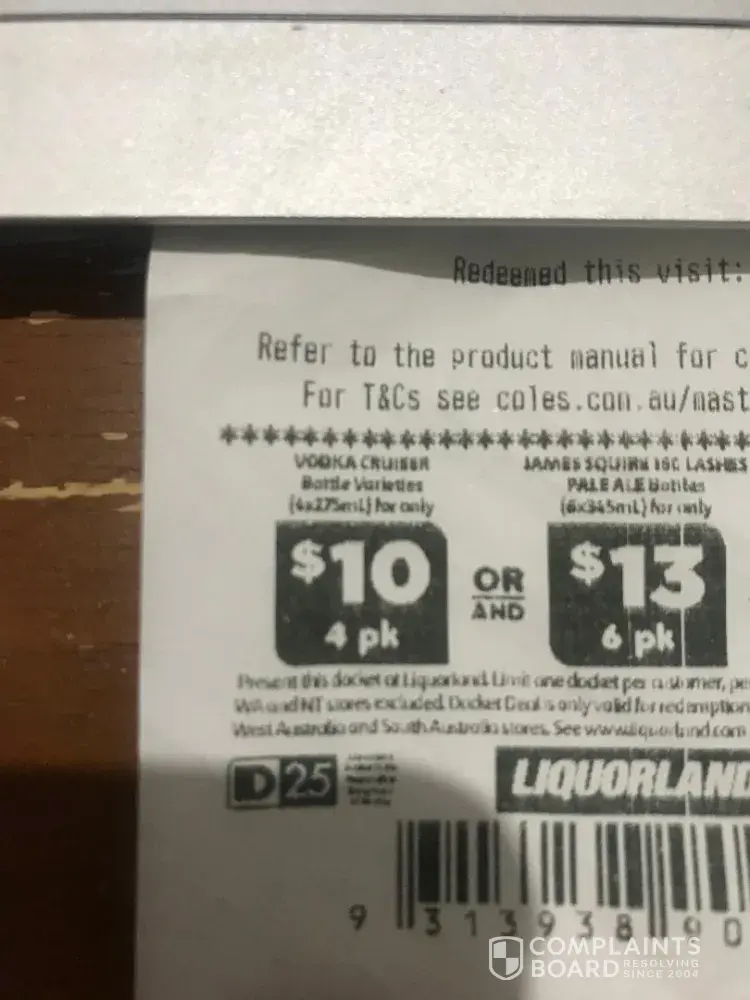 Redeemed this visit:
Refer to the product manual for c
For T&Cs see coles.com.au/mast
****************************
VODKA CRUISER
Bottle Varieties
(4x275mL) for only
$10
4 pk
OR
AND
JAMES SQUIRE 150 LASHES
PALE ALE Bottles
(6x345mL) for only
$13
6 pk
Present this docket at Liquorland. Limit one docket per customer, pe
WA and NT stores excluded. Docket Deal is only valid for redemption
West Australia and South Australia stores. See www.liquorland.com
D 25
LIQUORLAND
9 313938 90
COMPLAINTS
BOARD RESOLVING
SINCE 2004